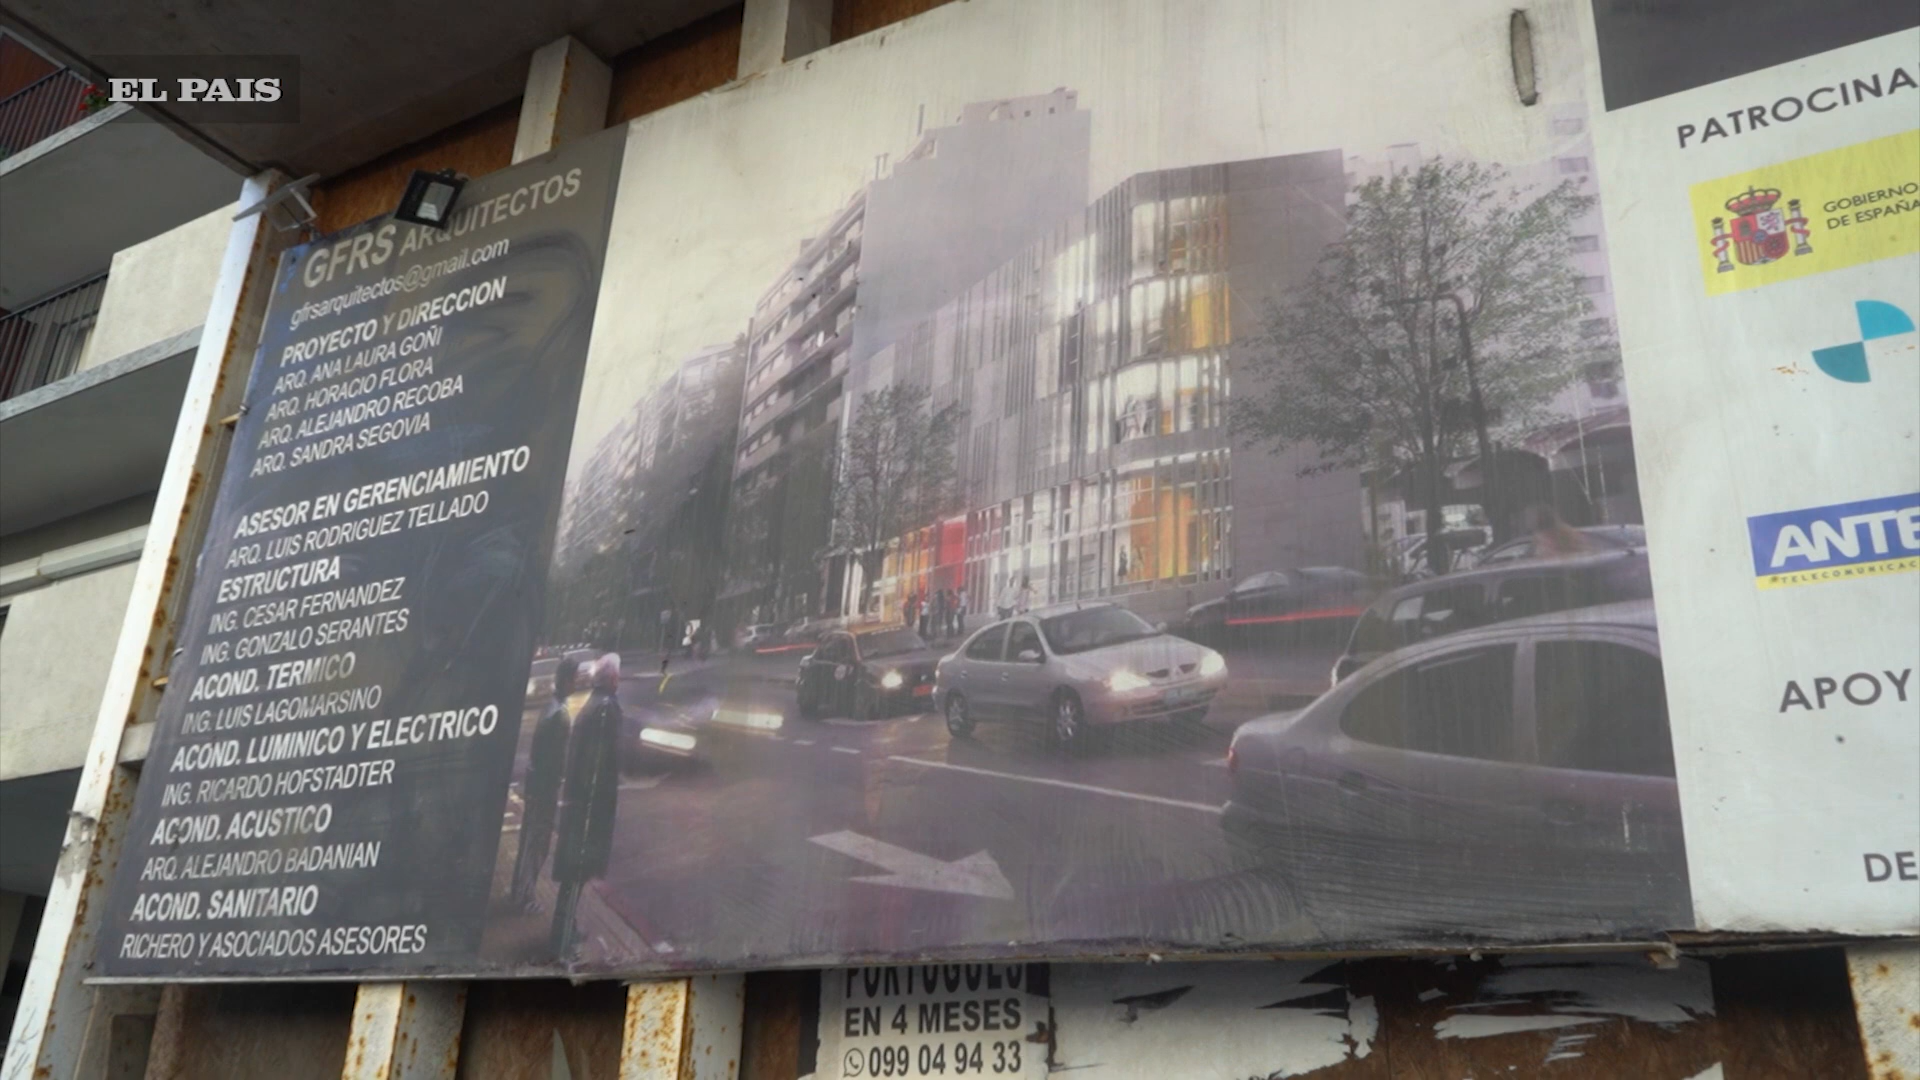 EL PAIS
GFRS ARQUITECTOS
gfrsarquitectos@gmail.com
PROYECTO Y DIRECCION
ARQ. ANA LAURA GOÑI
ARQ. HORACIO FLORA
ARQ. ALEJANDRO RECOBA
ARQ. SANDRA SEGOVIA
ASESOR EN GERENCIAMIENTO
ARQ. LUIS RODRIGUEZ TELLADO
ESTRUCTURA
ING. CESAR FERNANDEZ
ING. GONZALO SERANTES
ACOND. TERMICO
ING. LUIS LAGOMARSINO
ACOND. LUMINICO Y ELECTRICO
ING. RICARDO HOFSTADTER
ACOND. ACUSTICO
ARQ. ALEJANDRO BADANIAN
ACOND. SANITARIO
RICHERO Y ASOCIADOS ASESORES
PATROCINA
GOBIERNO
DE ESPAÑA
ANTE
TELECOMUNICAC
APOY
DE
PORTUGUES
EN 4 MESES
099 04 94 33